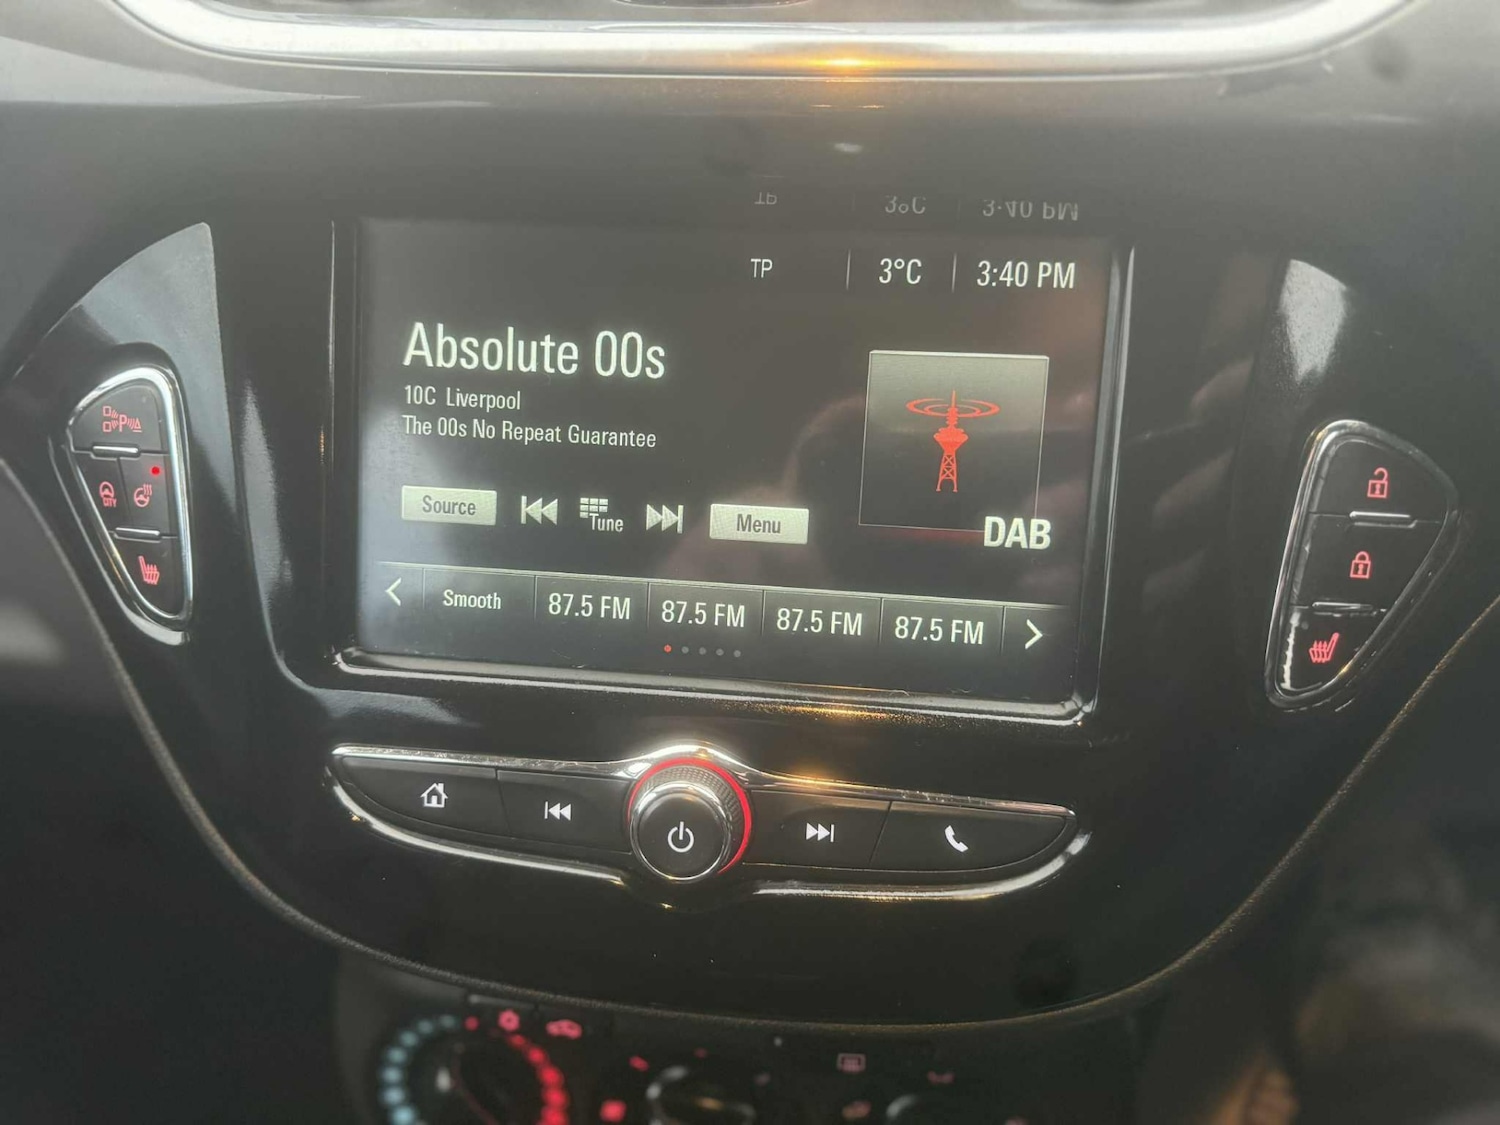 TP 3°C 3:40 PM
Absolute 00s
10C Liverpool
The 00s No Repeat Guarantee
Source Tune Menu
DAB
Smooth 87.5 FM 87.5 FM 87.5 FM 87.5 FM
P
CITY